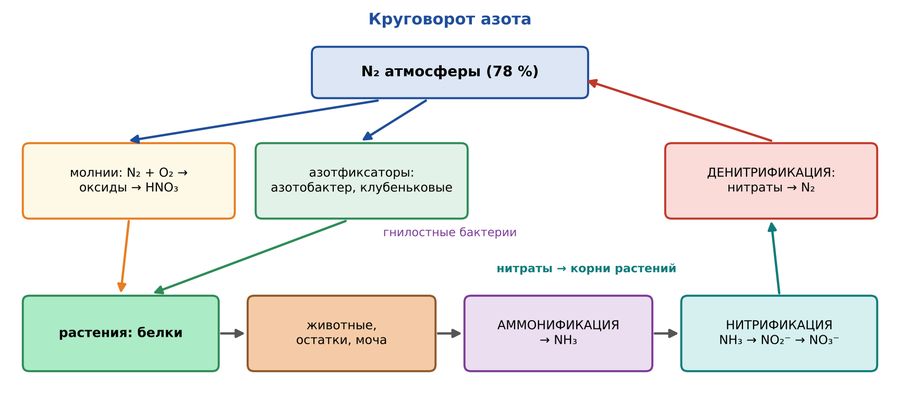 Круговорот азота
N₂ атмосферы (78 %)
молнии: N₂ + O₂ →
оксиды → HNO₃
азотфиксаторы:
азотобактер, клубеньковые
ДЕНИТРИФИКАЦИЯ:
нитраты → N₂
гнилостные бактерии
нитраты → корни растений
растения: белки
животные,
остатки, моча
АММОНИФИКАЦИЯ
→ NH₃
НИТРИФИКАЦИЯ
NH₃ → NO₂⁻ → NO₃⁻